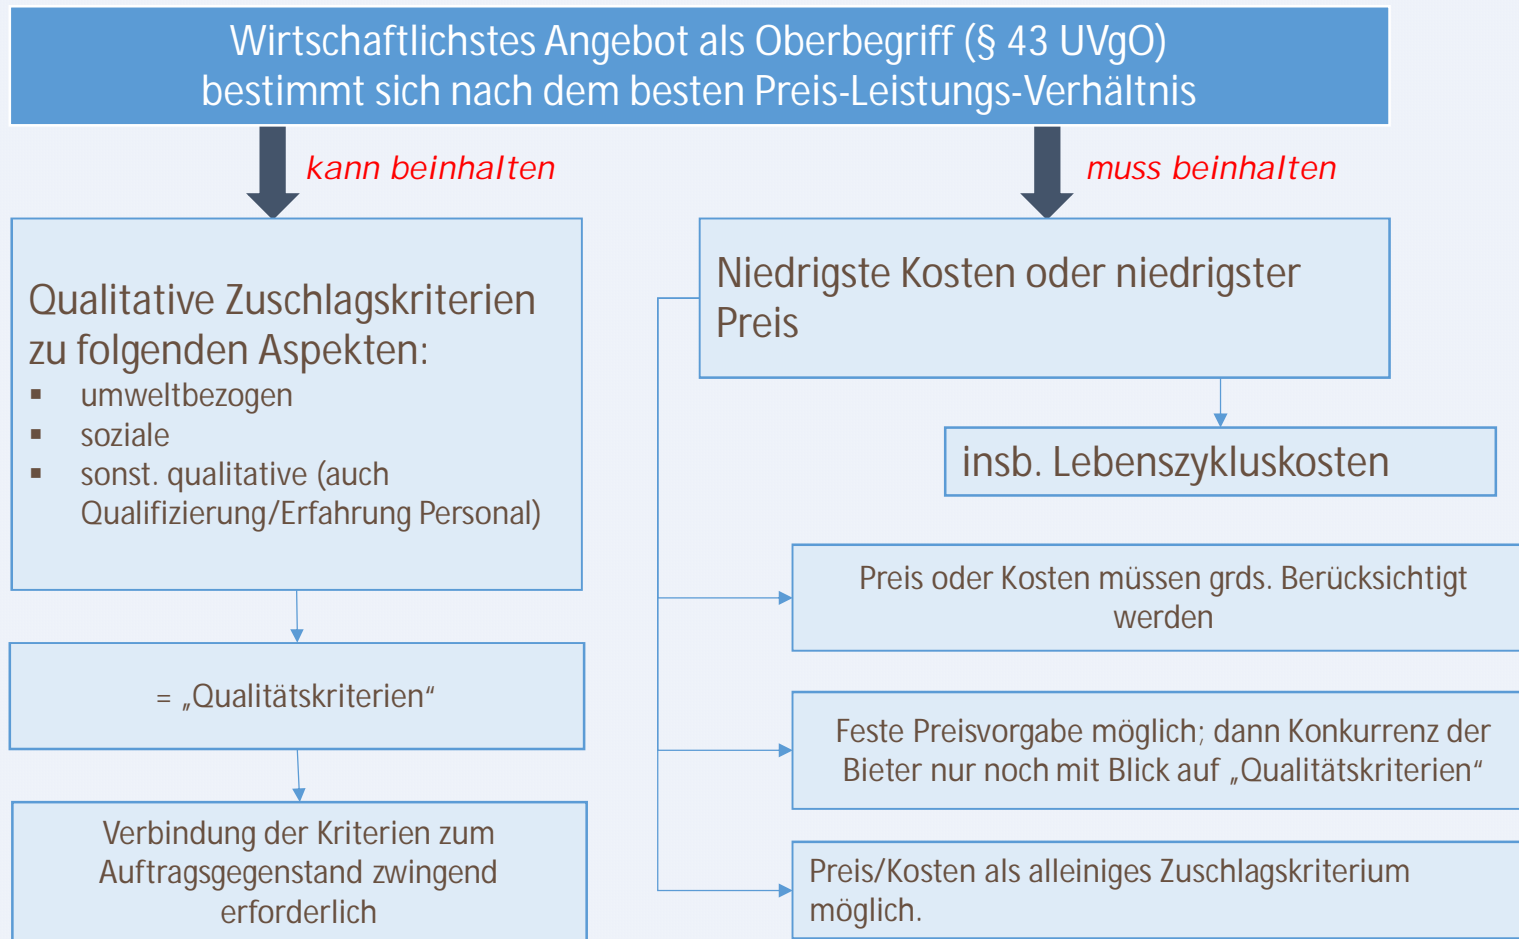 Wirtschaftlichstes Angebot als Oberbegriff (§ 43 UVgO)
bestimmt sich nach dem besten Preis-Leistungs-Verhältnis
kann beinhalten
muss beinhalten
Qualitative Zuschlagskriterien
zu folgenden Aspekten:
▪ umweltbezogen
▪ soziale
▪ sonst. qualitative (auch
Qualifizierung/Erfahrung Personal)
= „Qualitätskriterien“
Verbindung der Kriterien zum
Auftragsgegenstand zwingend
erforderlich
Niedrigste Kosten oder niedrigster
Preis
insb. Lebenszykluskosten
Preis oder Kosten müssen grds. Berücksichtigt
werden
Feste Preisvorgabe möglich; dann Konkurrenz der
Bieter nur noch mit Blick auf „Qualitätskriterien“
Preis/Kosten als alleiniges Zuschlagskriterium
möglich.